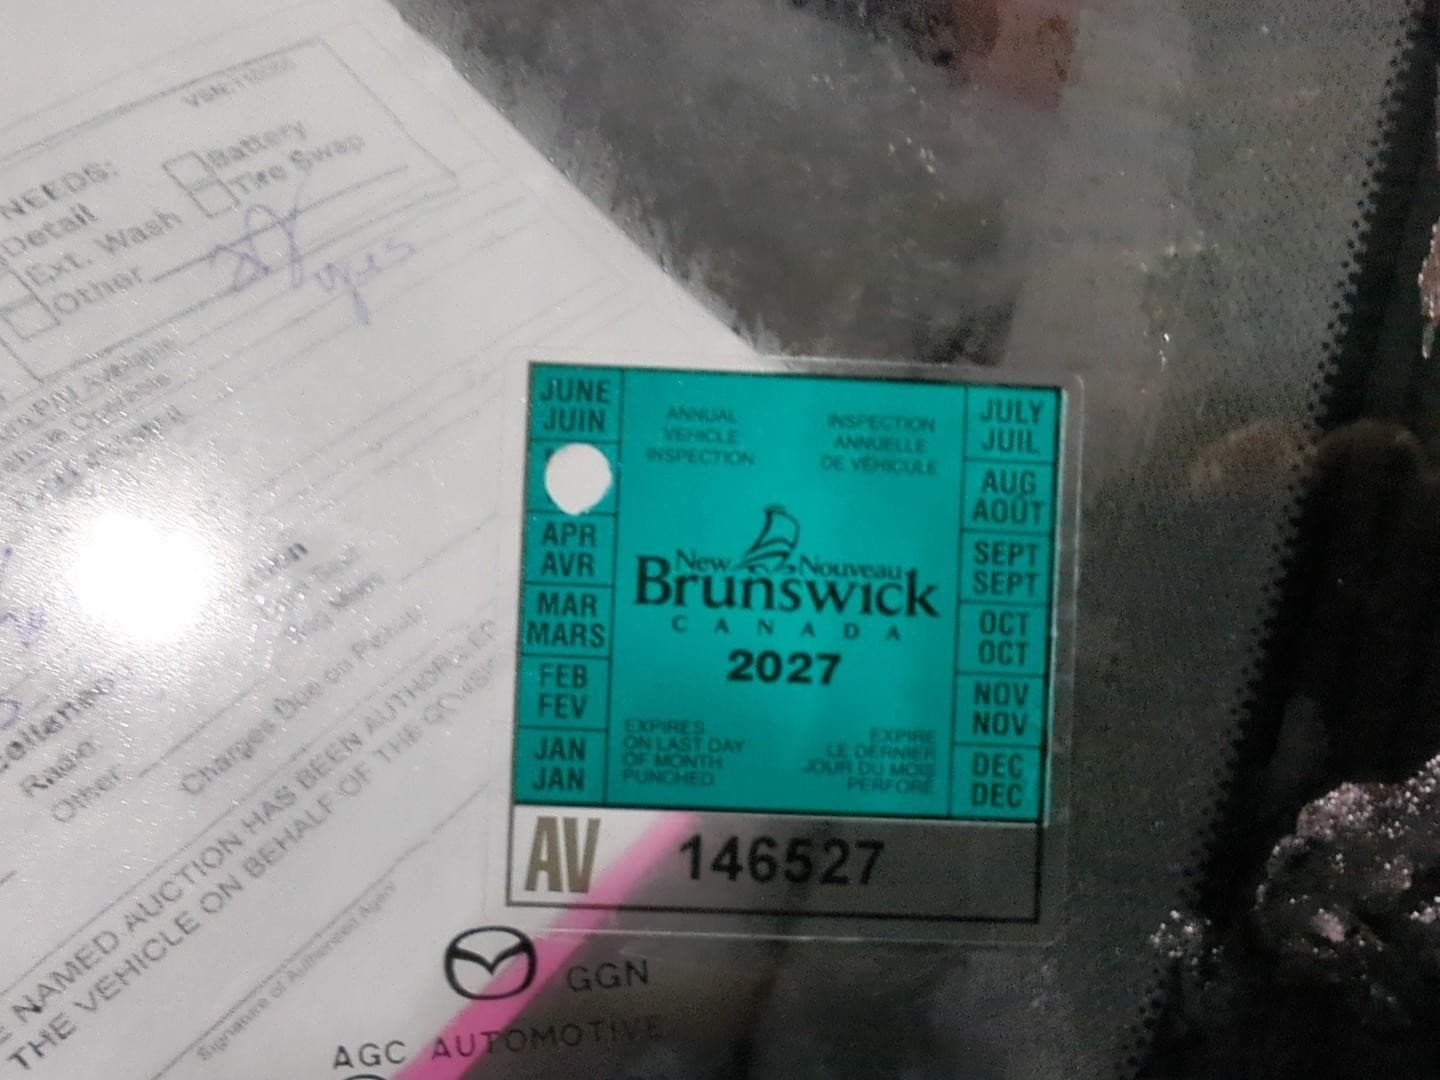 NEEDS:
Detail
Ext. Wash
Other
Battery
Tire Swap
JUNE
JUIN
APR
AVR
MAR
MARS
FEB
FEV
JAN
JAN
ANNUAL
VEHICLE
INSPECTION
INSPECTION
ANNUELLE
DE VÉHICULE
New Nouveau
Brunswick
CANADA
2027
EXPIRES
ON LAST DAY
OF MONTH
PUNCHED
EXPIRE
LE DERNIER
JOUR DU MOIS
PERFORÉ
JULY
JUIL
AUG
AOÛT
SEPT
SEPT
OCT
OCT
NOV
NOV
DEC
DEC
AV 146527
GGN
AGC AUTOMOTIVE
Radio
Other
Charges Due on
NAMED AUCTION HAS BEEN AUTHORIZED
THE VEHICLE ON BEHALF OF THE
Signature of Authorized Agent